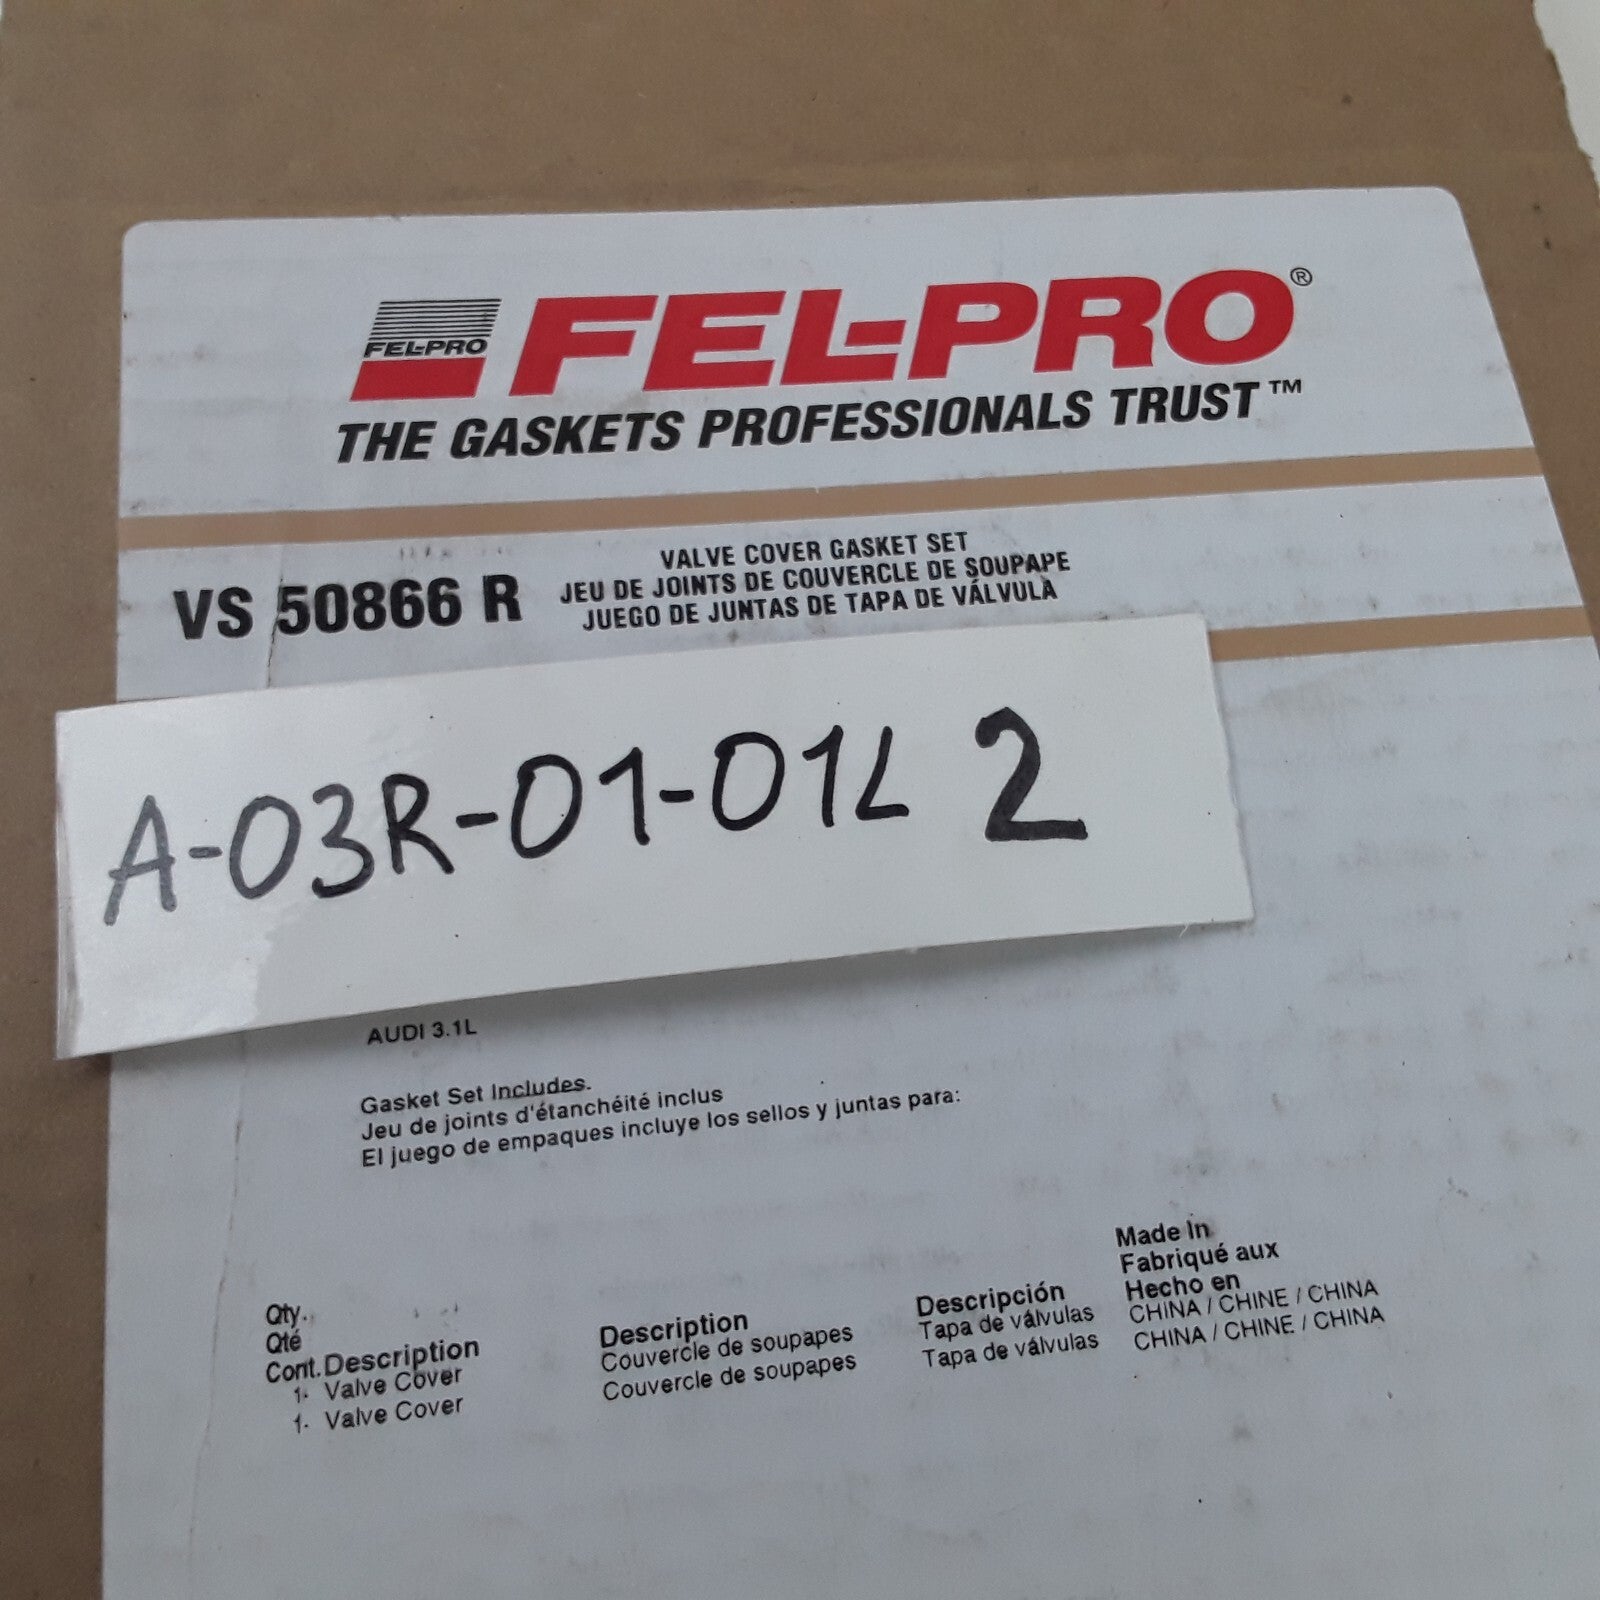 FEL-PRO
FEL-PRO®
THE GASKETS PROFESSIONALS TRUST™
VS 50866 R
VALVE COVER GASKET SET
JEU DE JOINTS DE COUVERCLE DE SOUPAPE
JUEGO DE JUNTAS DE TAPA DE VÁLVULA
A-03R-01-01L 2
AUDI 3.1L
Gasket Set Includes.
Jeu de joints d'étanchéité inclus
El juego de empaques incluye los sellos y juntas para:
Made In
Fabriqué aux
Qty. Hecho en
Qté
Cont. Description Description Descripción
1- Valve Cover Couvercle de soupapes Tapa de válvulas CHINA / CHINE / CHINA
1- Valve Cover Couvercle de soupapes Tapa de válvulas CHINA / CHINE / CHINA